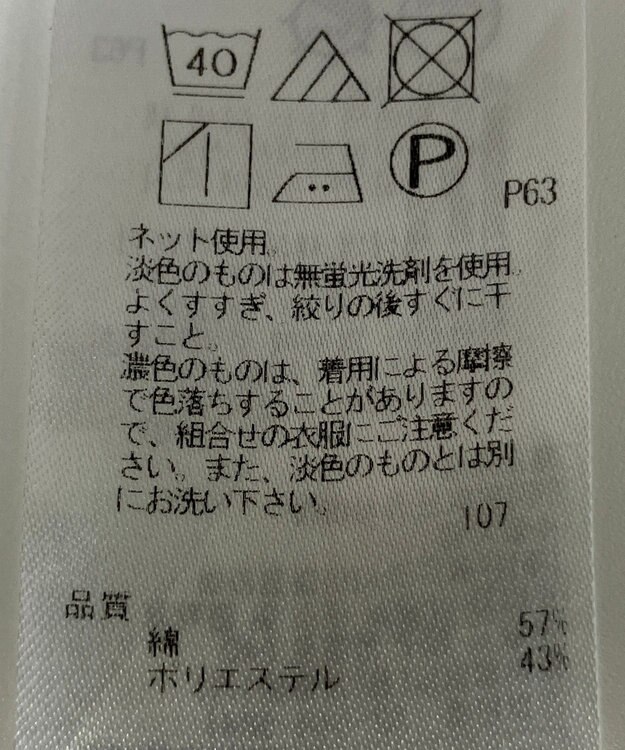 40
P
P63
ネット使用。
淡色のものは無蛍光洗剤を使用。
よくすすぎ、絞りの後すぐに干
すこと。
濃色のものは、着用による摩擦
で色落ちすることがありますの
で、組合せの衣服にご注意くだ
さい。また、淡色のものとは別
にお洗い下さい。
107
品質
綿 57%
ポリエステル 43%